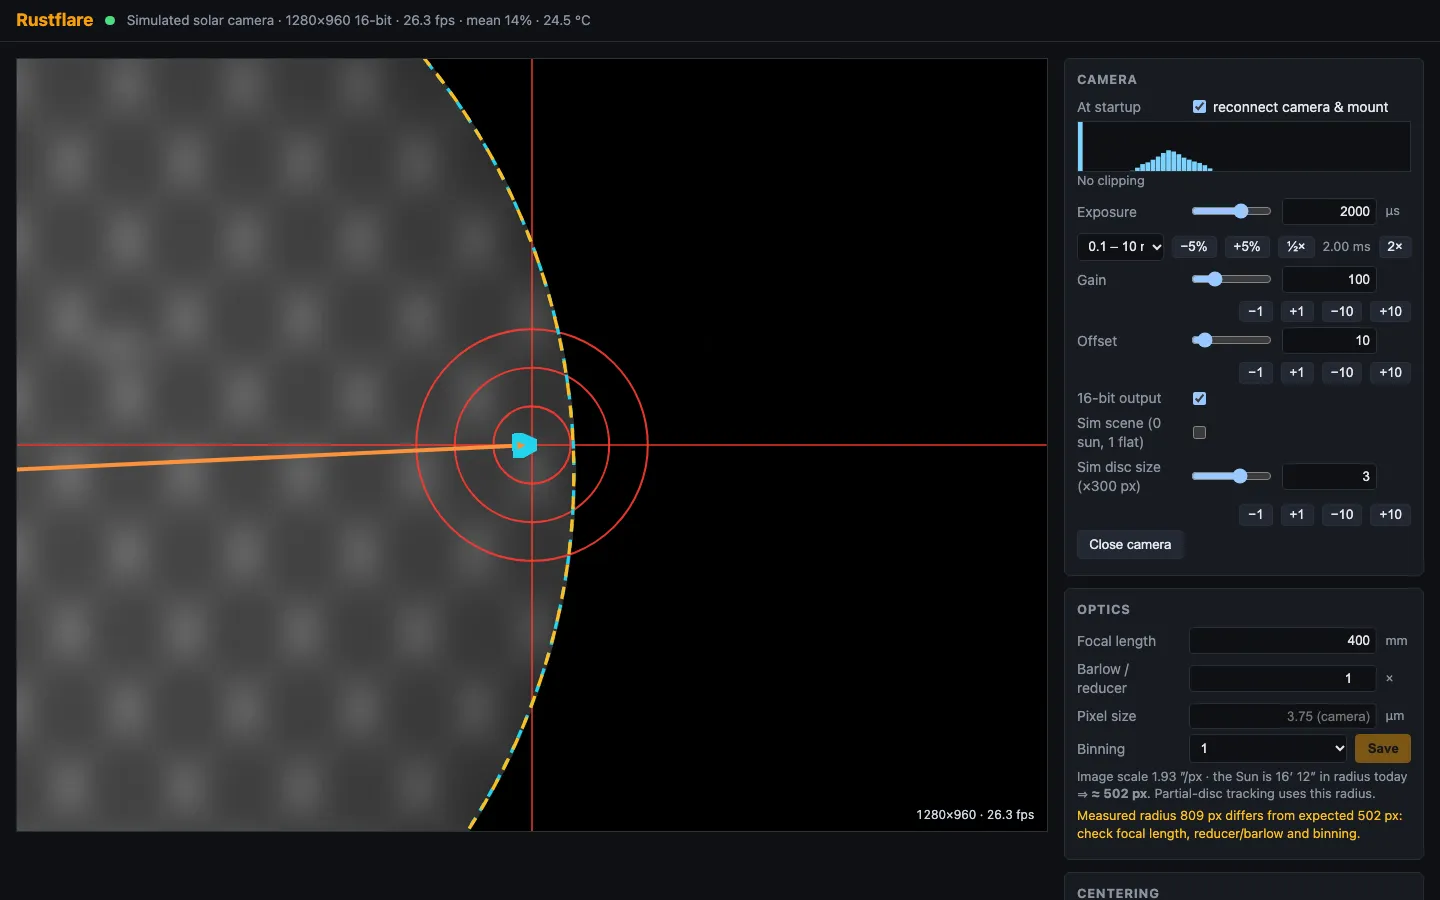 Rustflare Simulated solar camera · 1280×960 16-bit · 26.3 fps · mean 14% · 24.5 °C
1280×960 · 26.3 fps
CAMERA
At startup reconnect camera & mount
No clipping
Exposure 2000 µs
0.1 – 10 −5% +5% ½× 2.00 ms 2×
Gain 100
−1 +1 −10 +10
Offset 10
−1 +1 −10 +10
16-bit output
Sim scene (0
sun, 1 flat)
Sim disc size
(×300 px) 3
−1 +1 −10 +10
Close camera
OPTICS
Focal length 400 mm
Barlow /
reducer 1 ×
Pixel size 3.75 (camera) µm
Binning 1 Save
Image scale 1.93 ″/px · the Sun is 16′ 12″ in radius today
⇒ ≈ 502 px. Partial-disc tracking uses this radius.
Measured radius 809 px differs from expected 502 px:
check focal length, reducer/barlow and binning.
CENTERING